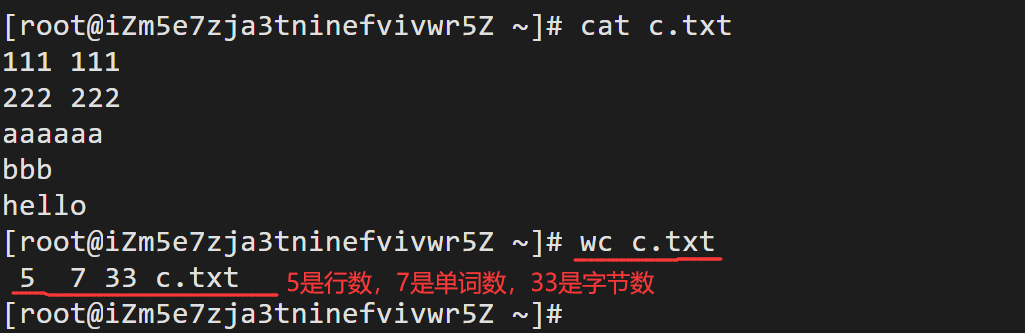 [root@iZm5e7zja3tninefvivwr5Z ~]# cat c.txt
111 111
222 222
aaaaaa
bbb
hello
[root@iZm5e7zja3tninefvivwr5Z ~]# wc c.txt
 5  7 33 c.txt 5是行数，7是单词数，33是字节数
[root@iZm5e7zja3tninefvivwr5Z ~]#